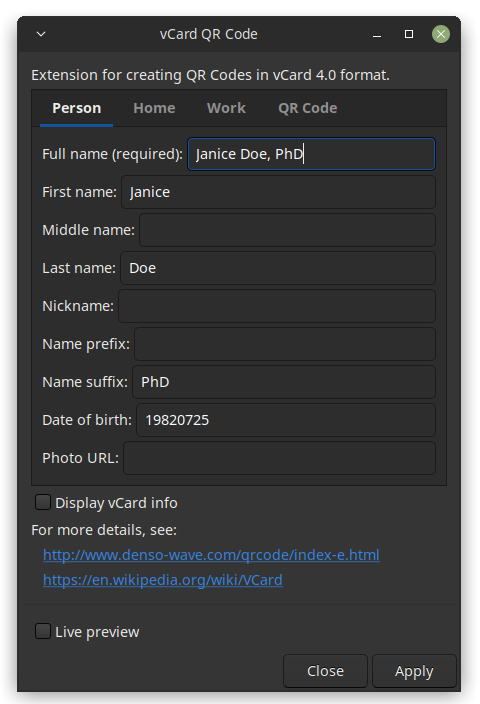 vCard QR Code
Extension for creating QR Codes in vCard 4.0 format.
Person Home Work QR Code
Full name (required): Janice Doe, PhD
First name: Janice
Middle name:
Last name: Doe
Nickname:
Name prefix:
Name suffix: PhD
Date of birth: 19820725
Photo URL:
Display vCard info
For more details, see:
http://www.denso-wave.com/qrcode/index-e.html
https://en.wikipedia.org/wiki/VCard
Live preview
Close Apply